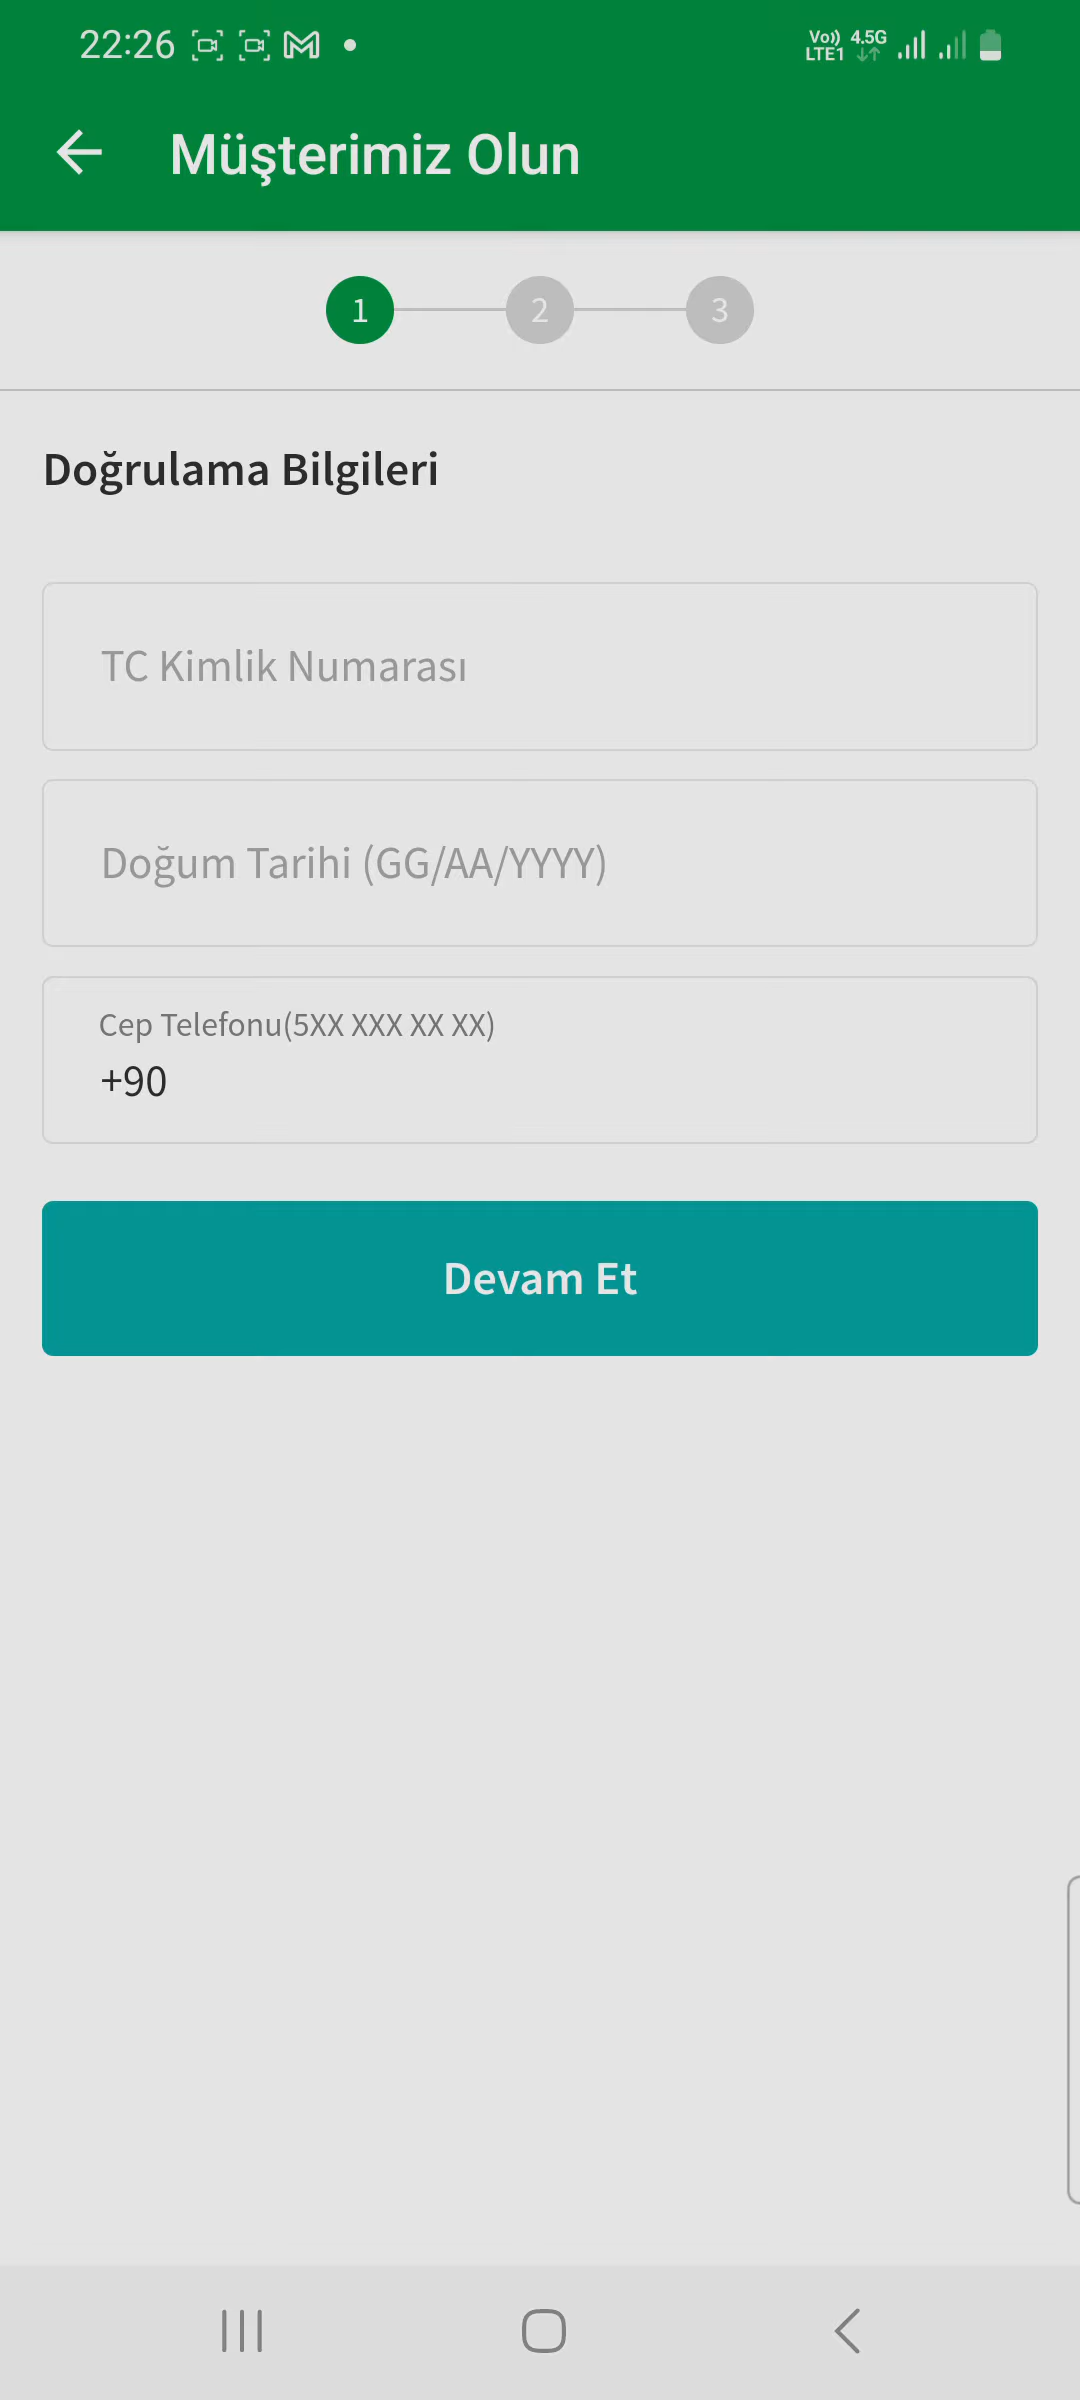 22:26
Vo)) 4.5G
LTE1
Müşterimiz Olun
1 2 3
Doğrulama Bilgileri
TC Kimlik Numarası
Doğum Tarihi (GG/AA/YYYY)
Cep Telefonu(5XX XXX XX XX)
+90
Devam Et